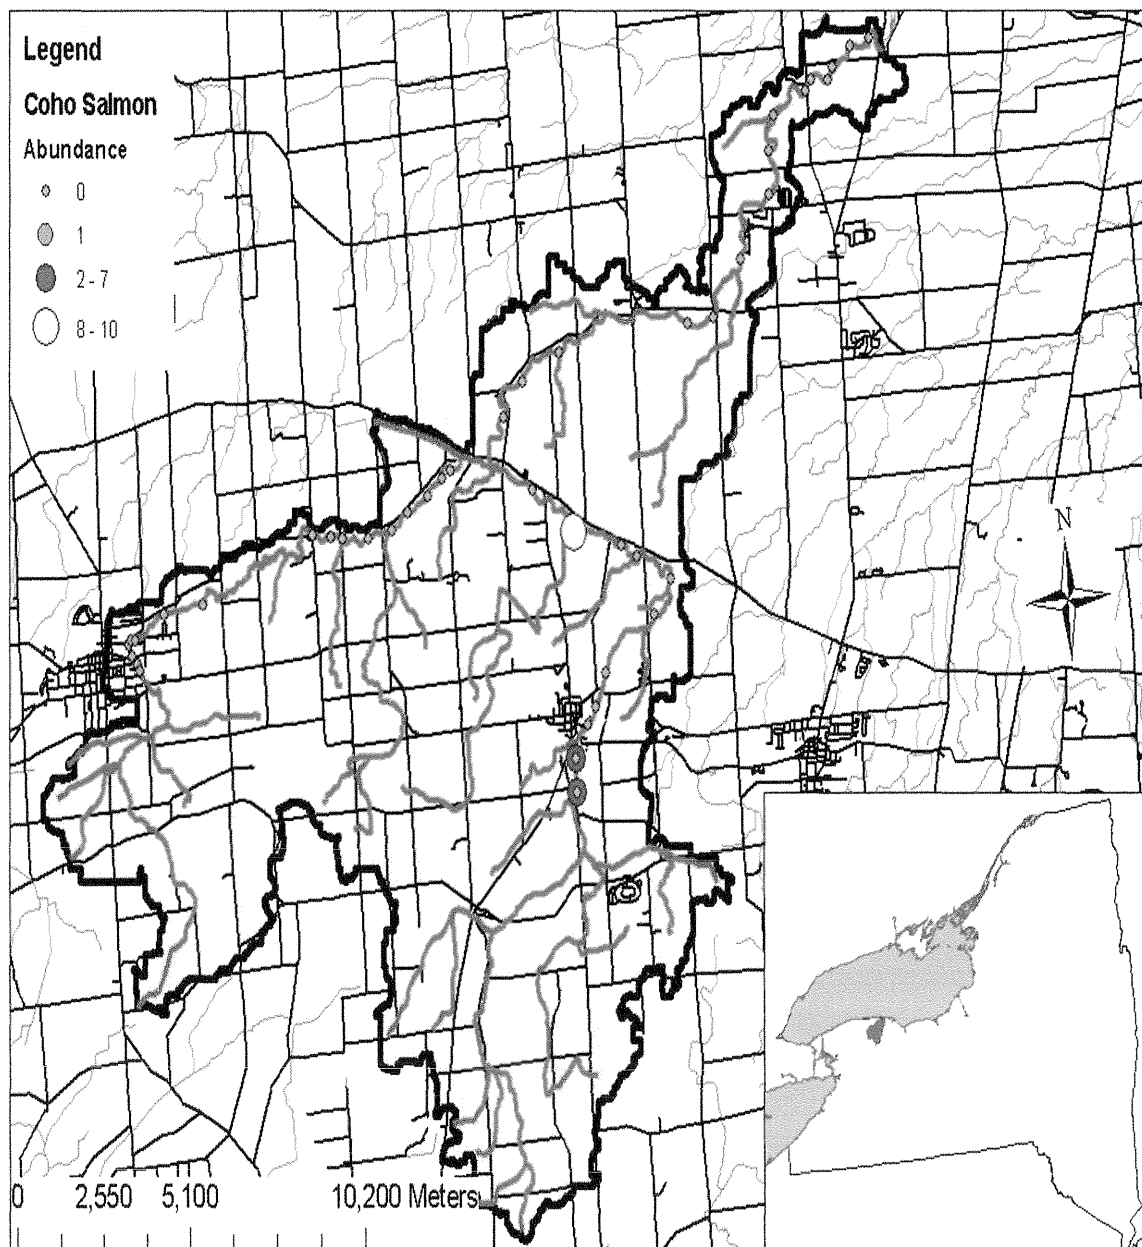 Legend
Coho Salmon
Abundance
0
1
2 - 7
8 - 10
N
0 2,550 5,100 10,200 Meters